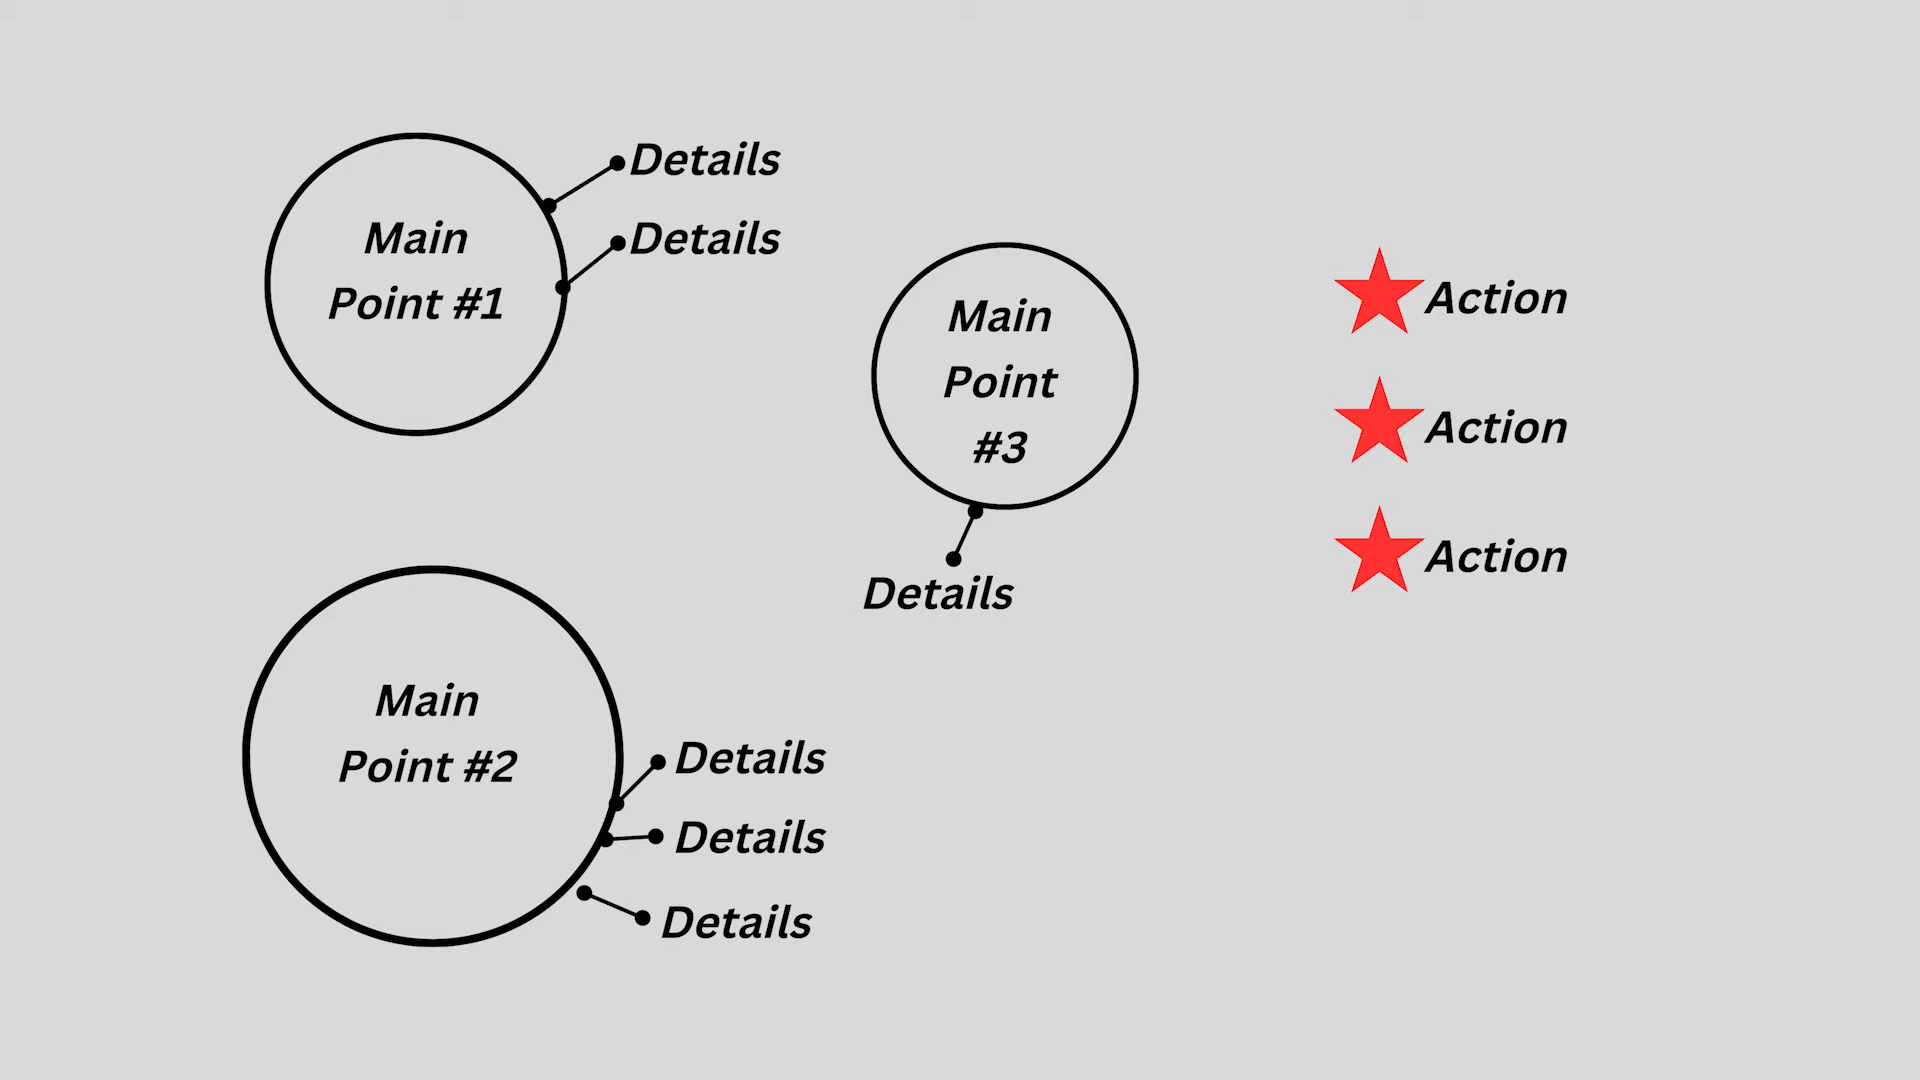 Main
Point #1
Details
Details
Main
Point #2
Details
Details
Details
Main
Point
#3
Details
Action
Action
Action